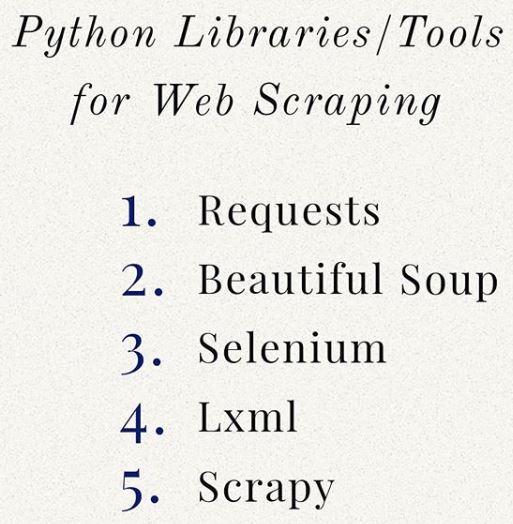 Python Libraries/Tools
for Web Scraping
1. Requests
2. Beautiful Soup
3. Selenium
4. Lxml
5. Scrapy